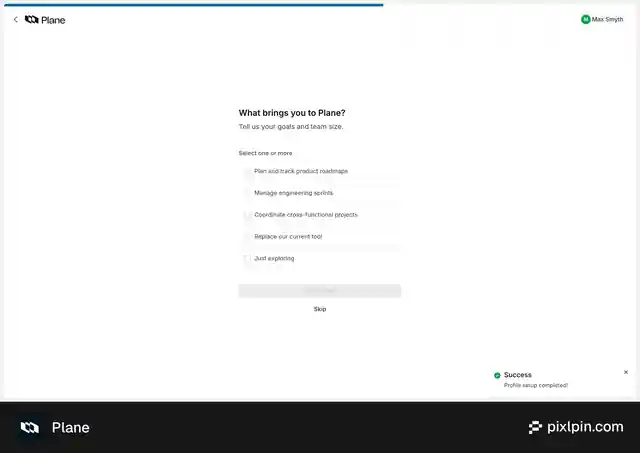 Plane
M Max Smyth
What brings you to Plane?
Tell us your goals and team size.
Select one or more
Plan and track product roadmaps
Manage engineering sprints
Coordinate cross-functional projects
Replace our current tool
Just exploring
Skip
Success
Profile setup completed!
Plane
pixlpin.com